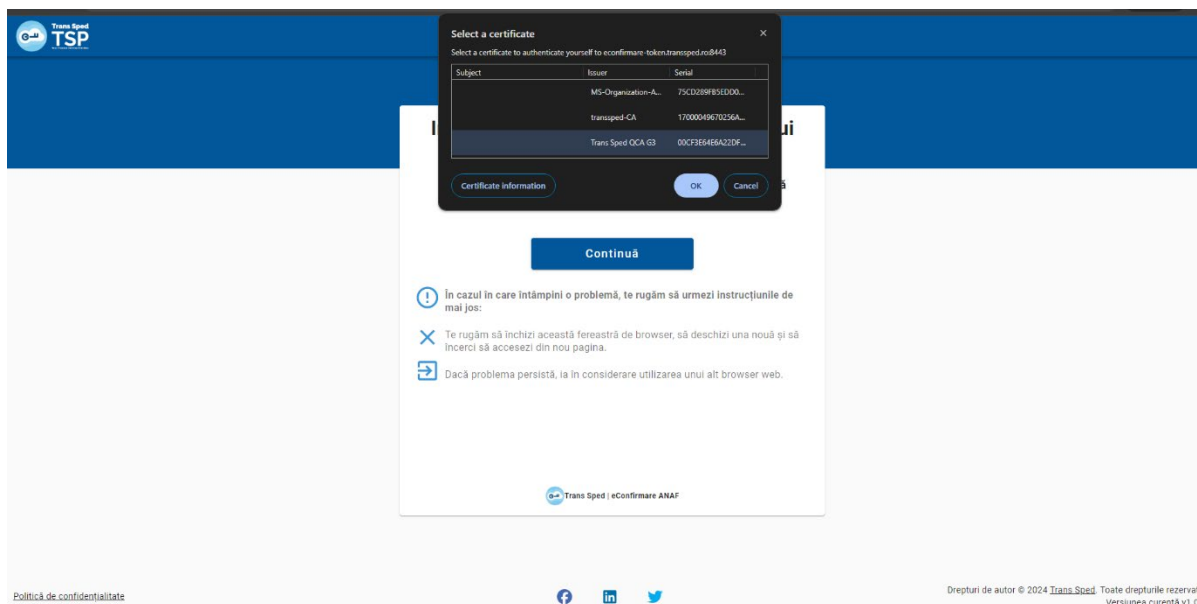 Trans Sped
TSP
Select a certificate
Select a certificate to authenticate yourself to econfirmare-token.transsped.ro:8443
Subject Issuer Serial
MS-Organization-A... 75CD289FB5EDD0...
transsped-CA 17000049670256A...
Trans Sped QCA G3 00CF3E64E6A22DF...
Certificate information OK Cancel
Continuă
În cazul în care întâmpini o problemă, te rugăm să urmezi instrucțiunile de
mai jos:
Te rugăm să închizi această fereastră de browser, să deschizi una nouă și să
încerci să accesezi din nou pagina.
Dacă problema persistă, ia în considerare utilizarea unui alt browser web.
Trans Sped | eConfirmare ANAF
Politică de confidențialitate
Drepturi de autor © 2024 Trans Sped. Toate drepturile rezervat
Versiunea curentă v1.0